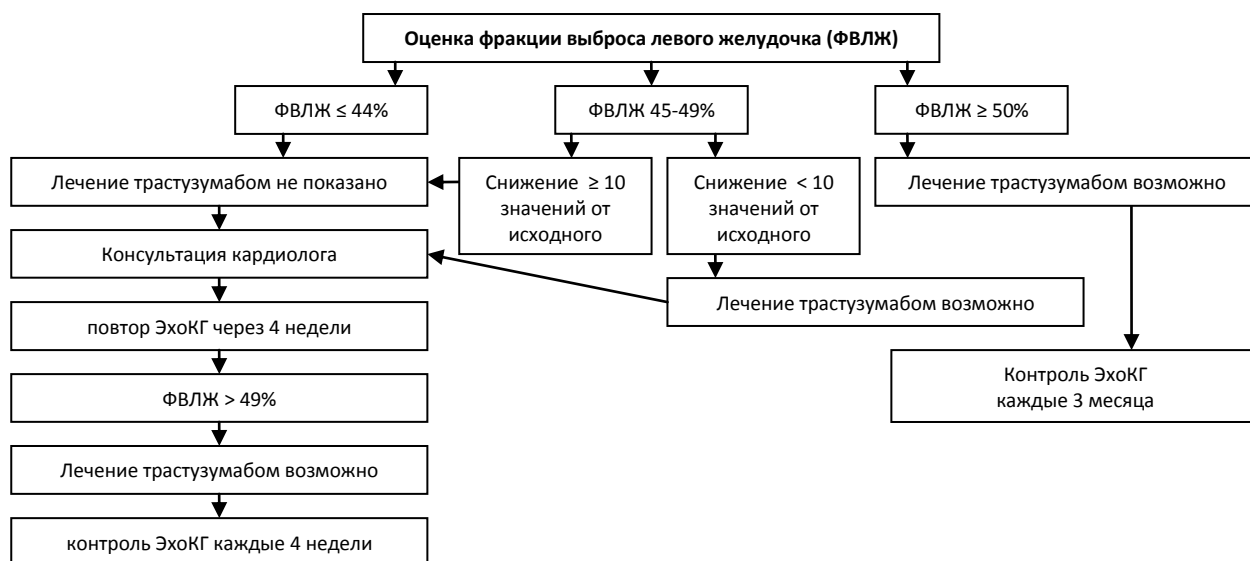 Оценка фракции выброса левого желудочка (ФВЛЖ)
ФВЛЖ ≤ 44%
ФВЛЖ 45-49%
ФВЛЖ ≥ 50%
Лечение трастузумабом не показано
Снижение ≥ 10
значений от
исходного
Снижение < 10
значений от
исходного
Лечение трастузумабом возможно
Консультация кардиолога
Лечение трастузумабом возможно
повтор ЭхоКГ через 4 недели
Контроль ЭхоКГ
каждые 3 месяца
ФВЛЖ > 49%
Лечение трастузумабом возможно
контроль ЭхоКГ каждые 4 недели